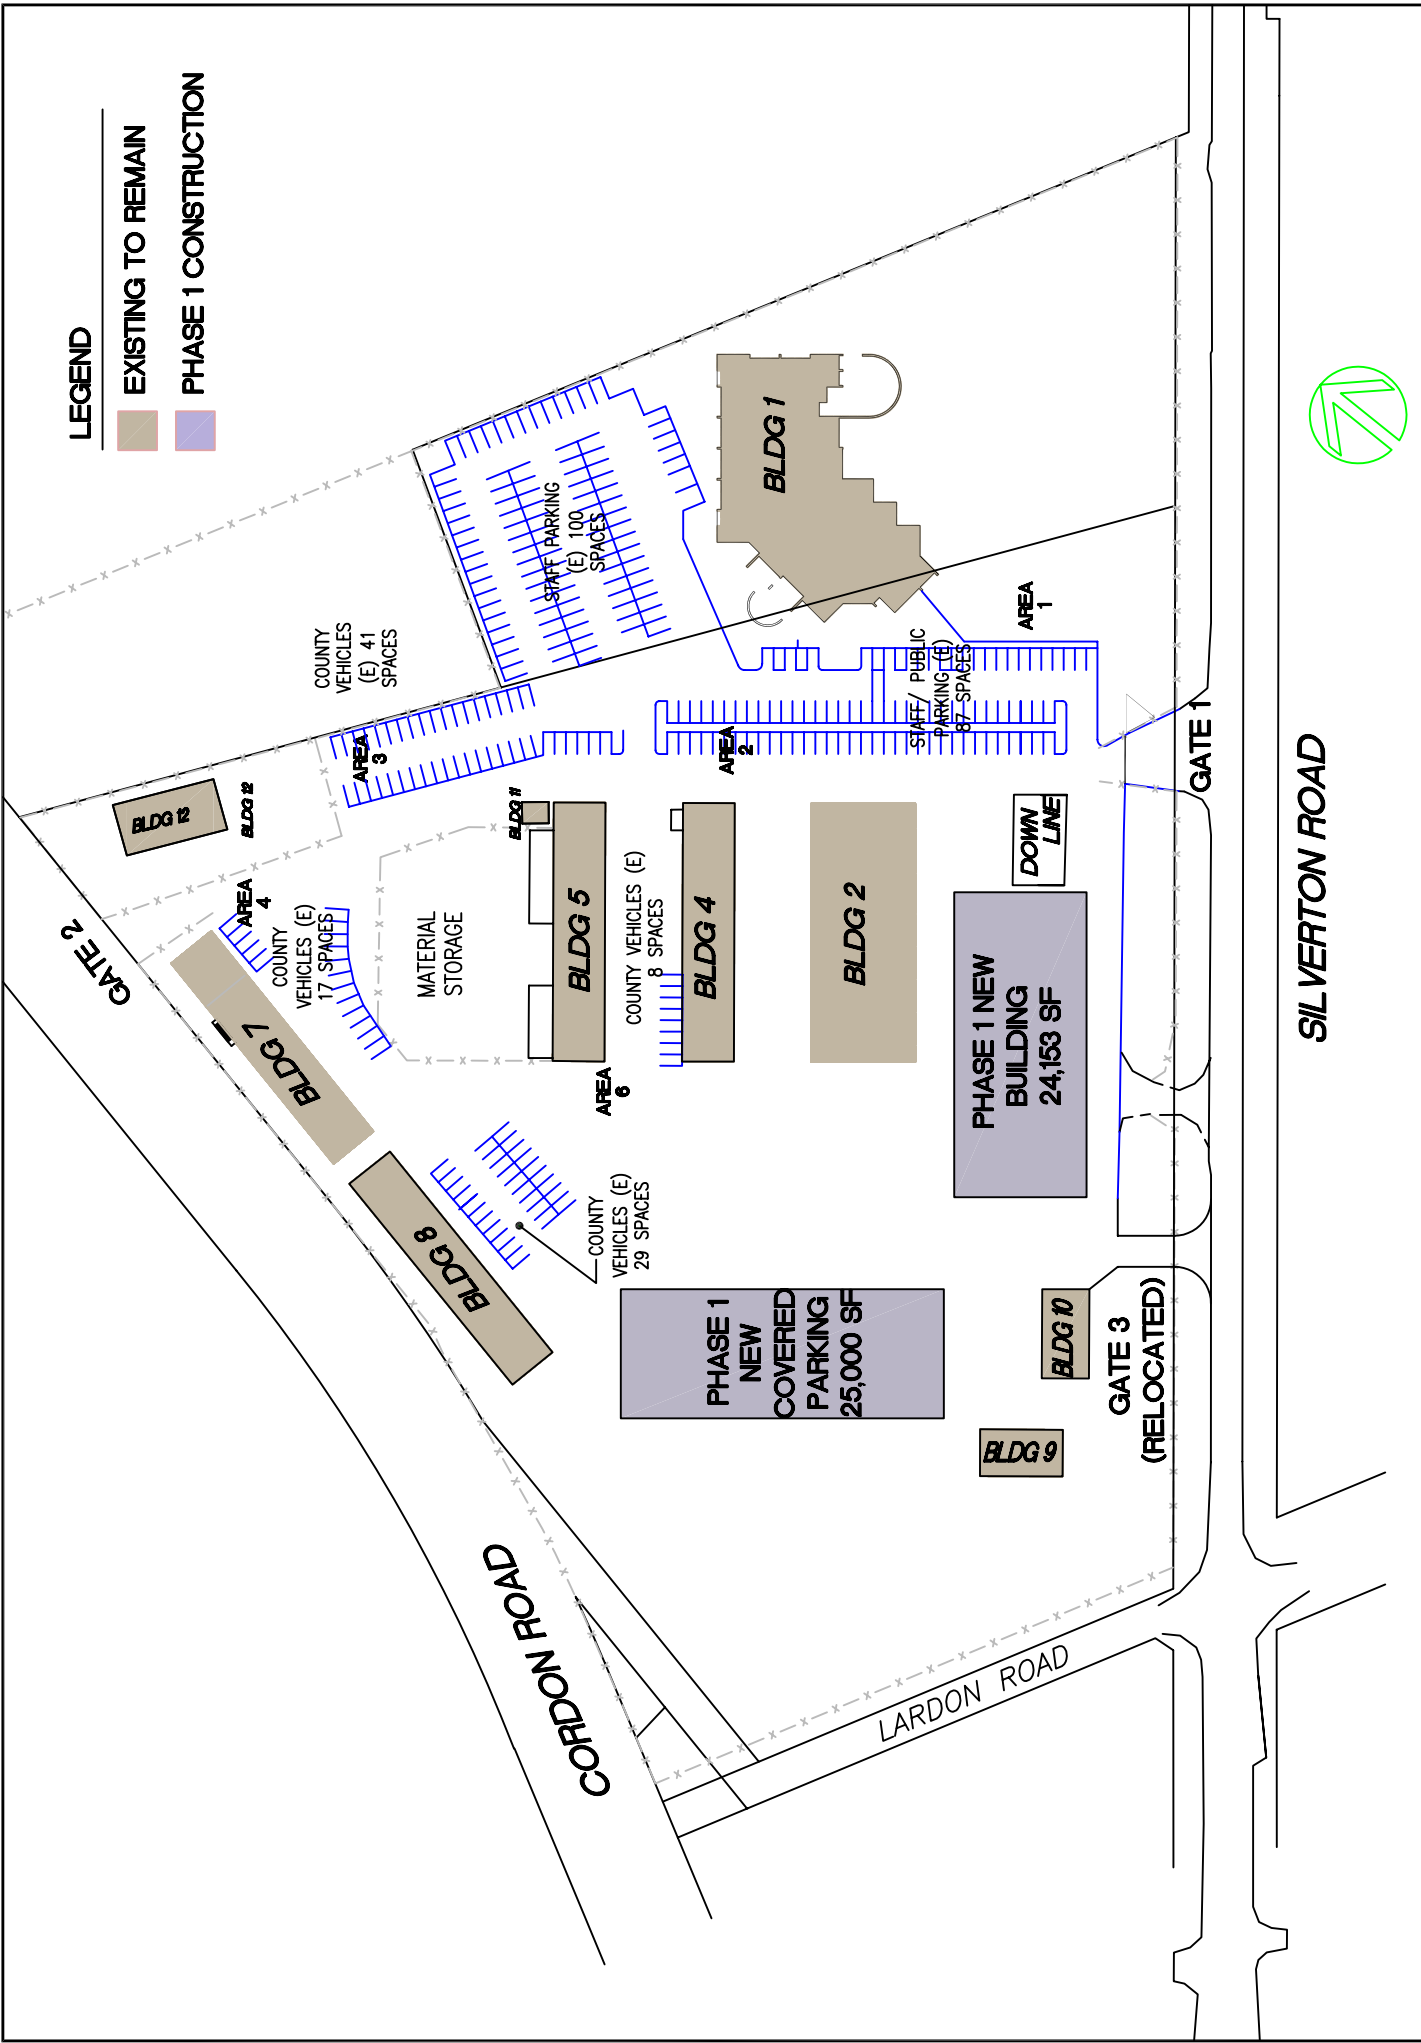 LEGEND
EXISTING TO REMAIN
PHASE 1 CONSTRUCTION
BLDG 1
STAFF PARKING
(E) 100
SPACES
AREA
1
STAFF/ PUBLIC
PARKING (E)
87 SPACES
COUNTY
VEHICLES
(E) 41
SPACES
AREA
3
AREA
2
GATE 1
BLDG 12
BLDG 12
BLDG 11
DOWN
LINE
AREA
4
GATE 2
COUNTY
VEHICLES (E)
17 SPACES
MATERIAL
STORAGE
BLDG 5
COUNTY VEHICLES (E)
8 SPACES
BLDG 4
BLDG 2
PHASE 1 NEW
BUILDING
24,153 SF
SILVERTON ROAD
BLDG 7
AREA
6
BLDG 8
COUNTY
VEHICLES (E)
29 SPACES
PHASE 1
NEW
COVERED
PARKING
25,000 SF
BLDG 10
GATE 3
(RELOCATED)
BLDG 9
CORDON ROAD
LARDON ROAD